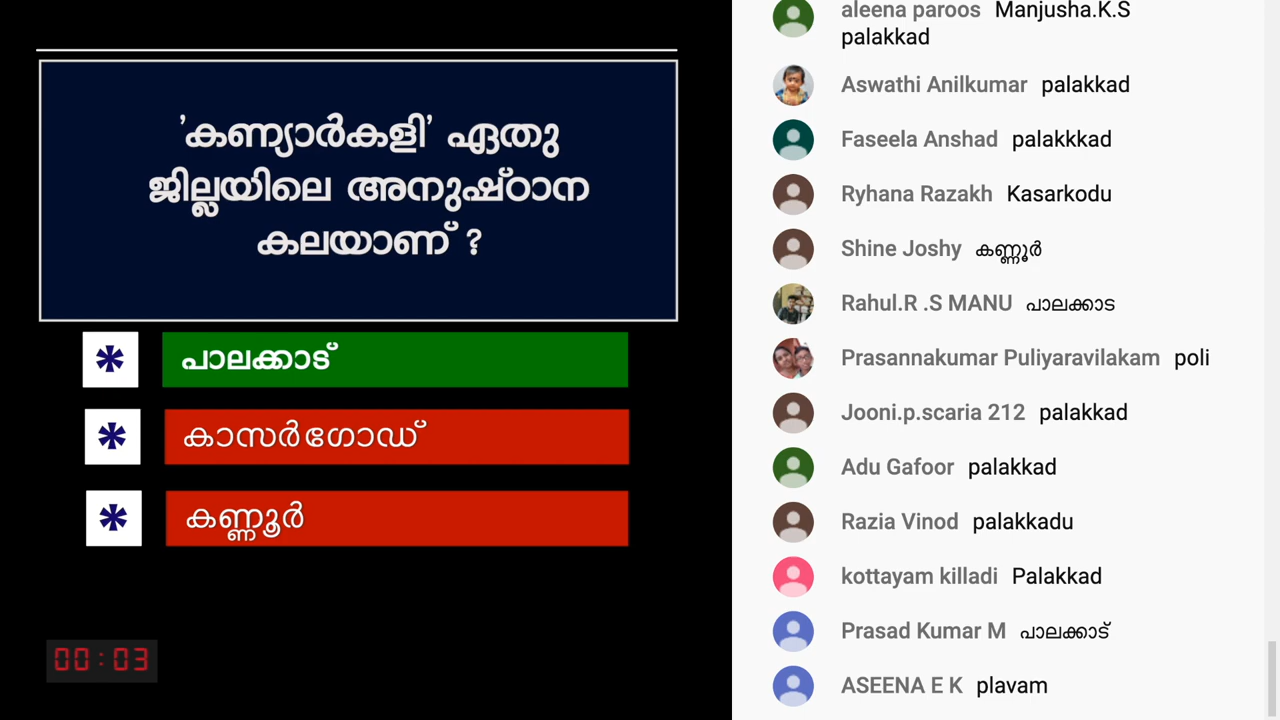 'കണ്യാർകളി' ഏതു
ജില്ലയിലെ അനുഷ്ഠാന
കലയാണ് ?
* പാലക്കാട്
* കാസർഗോഡ്
* കണ്ണൂർ
00:03
aleena paroos Manjusha.K.S
palakkad
Aswathi Anilkumar palakkad
Faseela Anshad palakkkad
Ryhana Razakh Kasarkodu
Shine Joshy കണ്ണൂർ
Rahul.R .S MANU പാലക്കാട
Prasannakumar Puliyaravilakam poli
Jooni.p.scaria 212 palakkad
Adu Gafoor palakkad
Razia Vinod palakkadu
kottayam killadi Palakkad
Prasad Kumar M പാലക്കാട്
ASEENA E K plavam